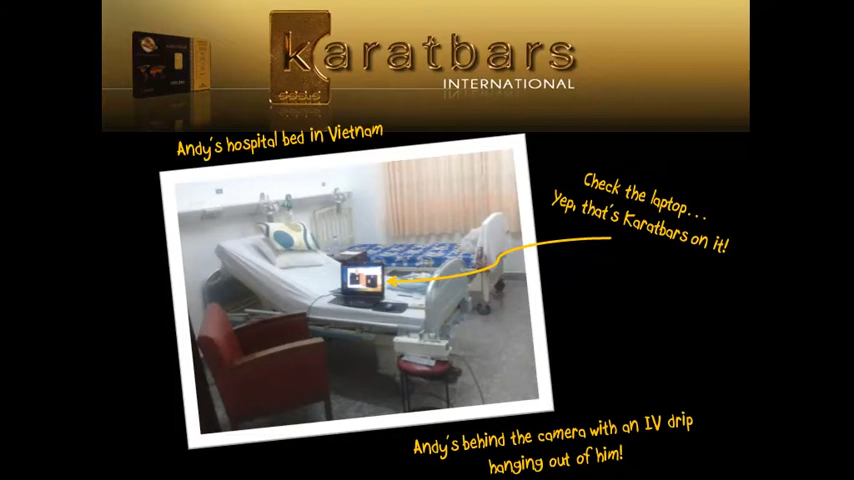 karatbars
INTERNATIONAL
Andy's hospital bed in Vietnam
Check the laptop...
Yep, that's Karatbars on it!
Andy's behind the camera with an IV drip
hanging out of him!